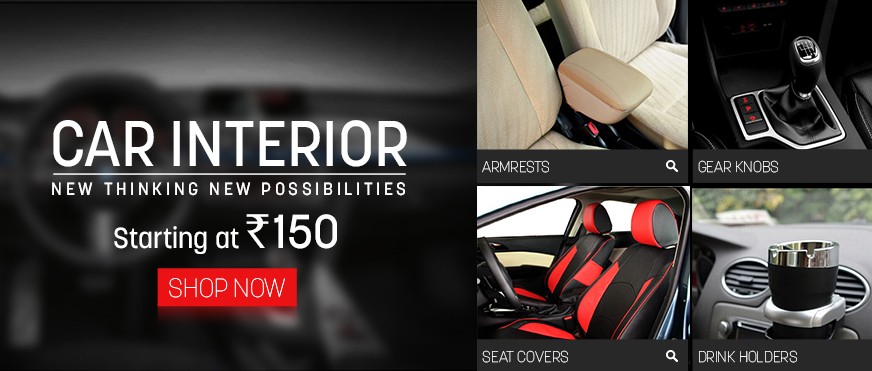 CAR INTERIOR
NEW THINKING NEW POSSIBILITIES
Starting at ₹150
SHOP NOW
ARMRESTS
GEAR KNOBS
SEAT COVERS
DRINK HOLDERS